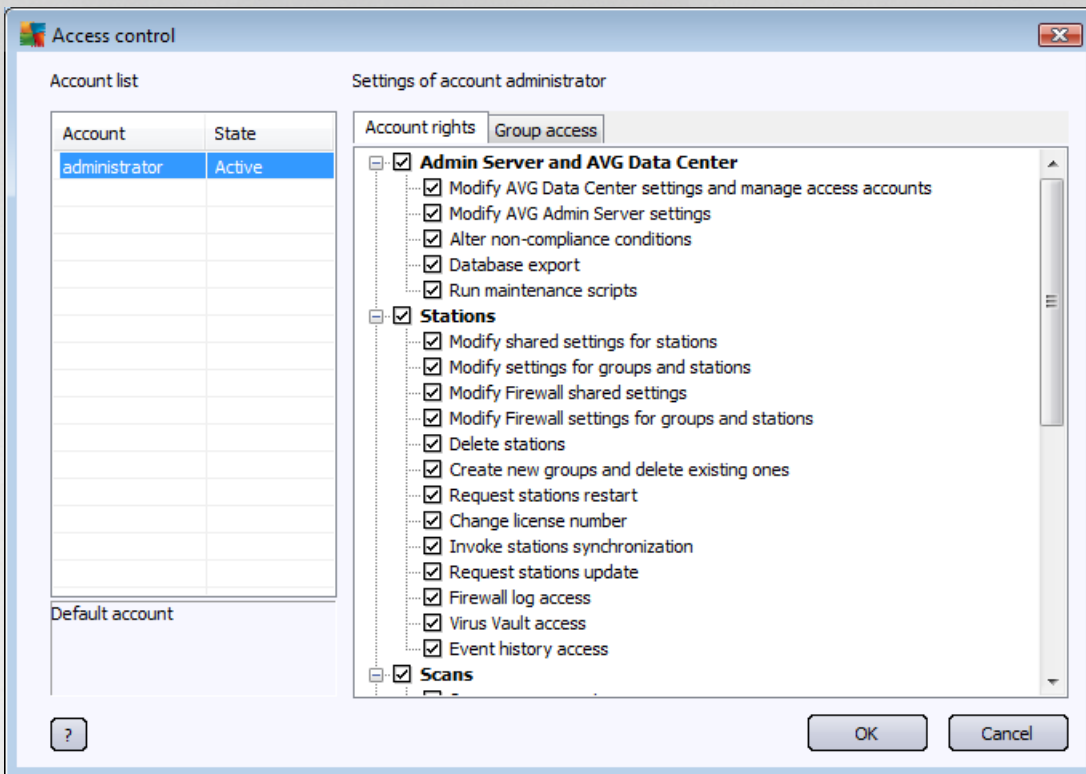 Access control
Account list
Settings of account administrator
Account State
administrator Active
Default account
Account rights Group access
Admin Server and AVG Data Center
Modify AVG Data Center settings and manage access accounts
Modify AVG Admin Server settings
Alter non-compliance conditions
Database export
Run maintenance scripts
Stations
Modify shared settings for stations
Modify settings for groups and stations
Modify Firewall shared settings
Modify Firewall settings for groups and stations
Delete stations
Create new groups and delete existing ones
Request stations restart
Change license number
Invoke stations synchronization
Request stations update
Firewall log access
Virus Vault access
Event history access
Scans
?
OK
Cancel